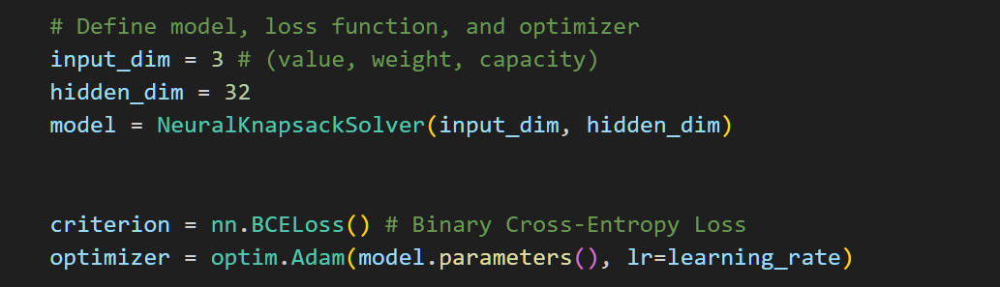 # Define model, loss function, and optimizer
input_dim = 3 # (value, weight, capacity)
hidden_dim = 32
model = NeuralKnapsackSolver(input_dim, hidden_dim)
criterion = nn.BCELoss() # Binary Cross-Entropy Loss
optimizer = optim.Adam(model.parameters(), lr=learning_rate)